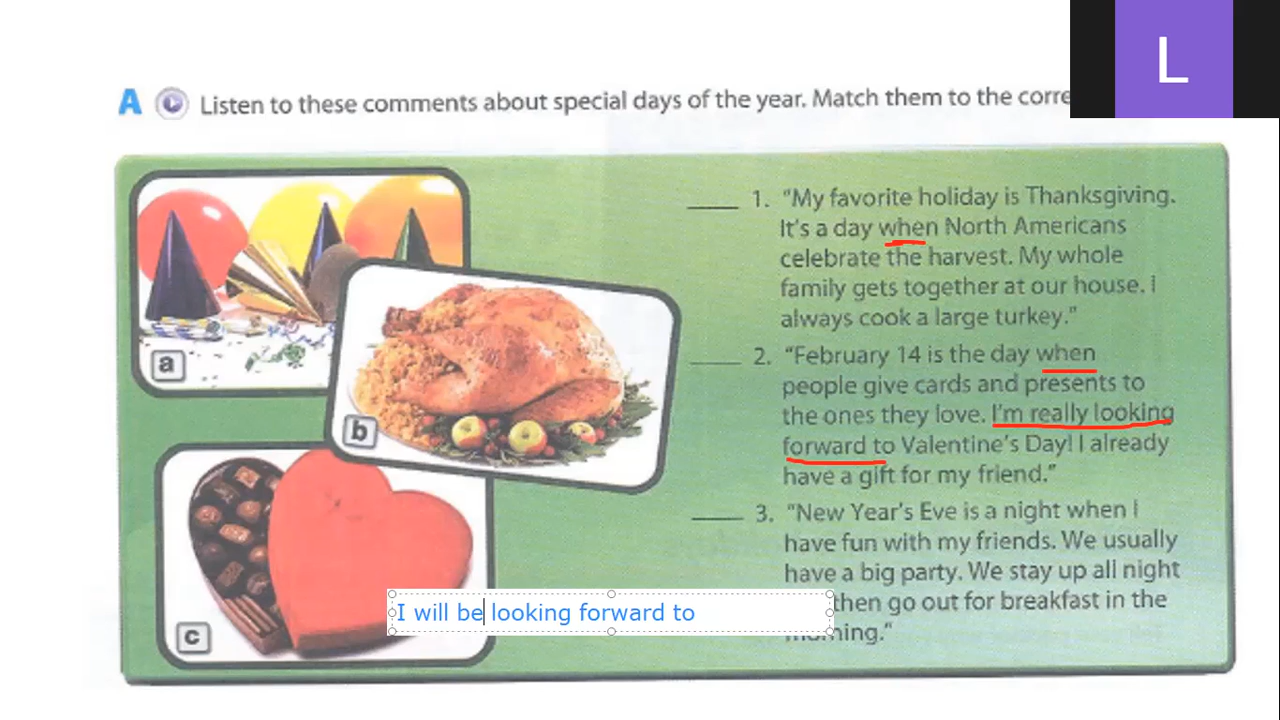 L
A Listen to these comments about special days of the year. Match them to the
1. "My favorite holiday is Thanksgiving.
It's a day when North Americans
celebrate the harvest. My whole
family gets together at our house. I
always cook a large turkey."
2. "February 14 is the day when
people give cards and presents to
the ones they love. I'm really looking
forward to Valentine's Day! I already
have a gift for my friend."
3. "New Year's Eve is a night when I
have fun with my friends. We usually
have a big party. We stay up all night
then go out for breakfast in the
a
b
c
I will be looking forward to